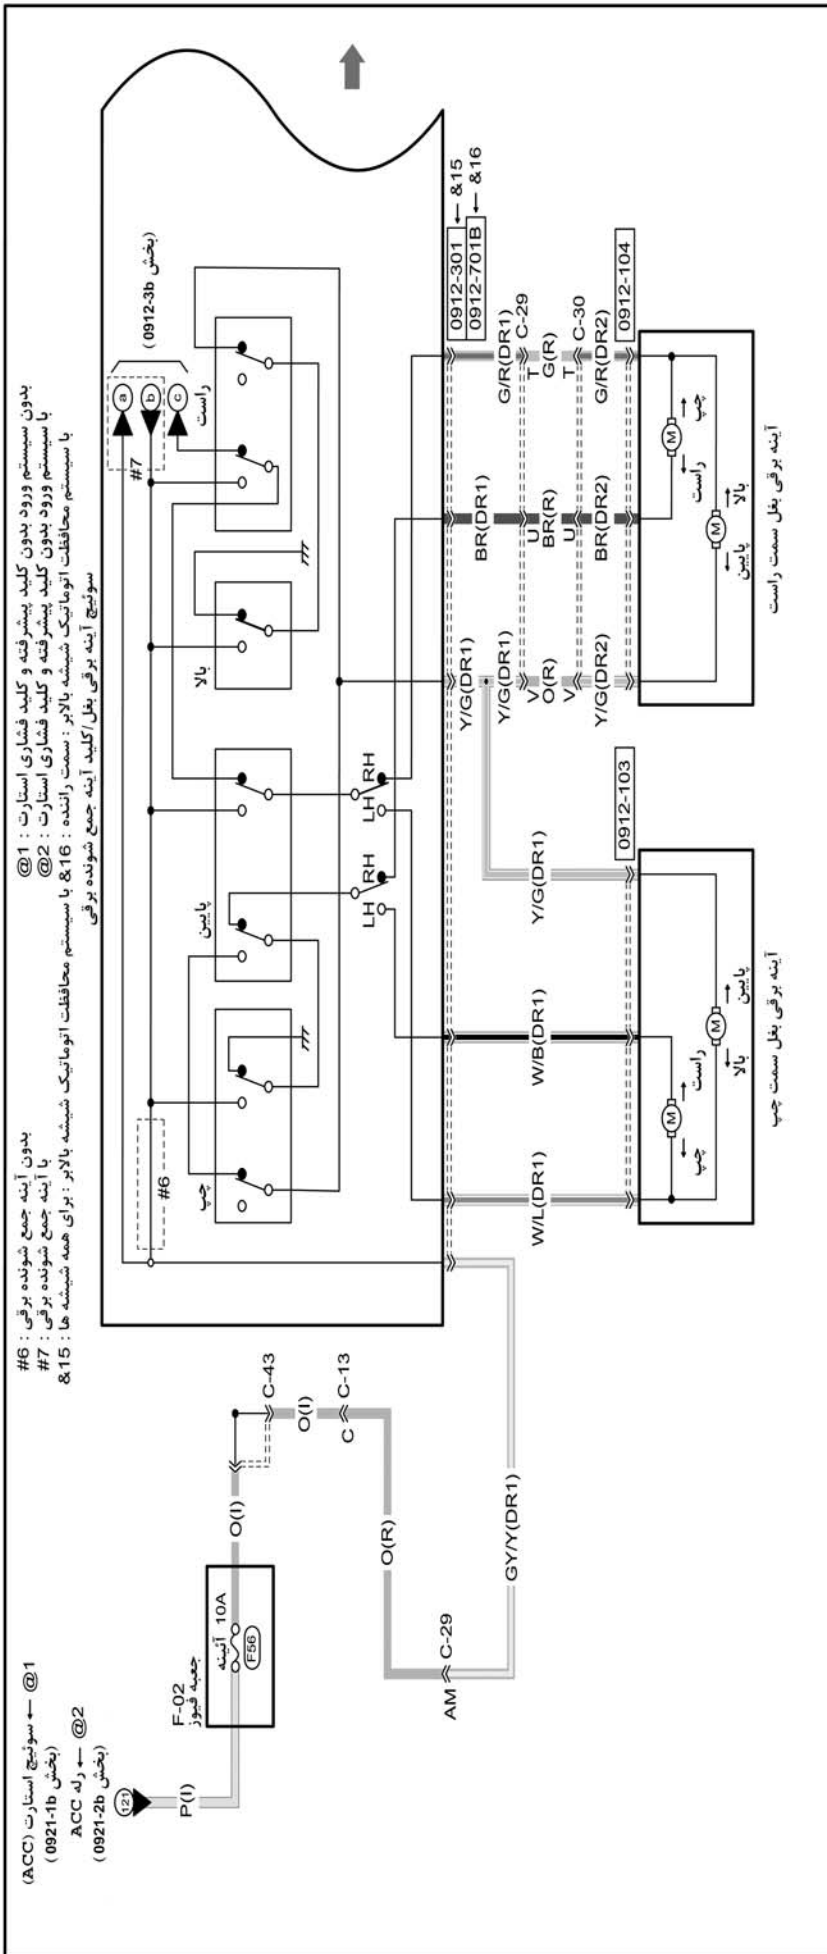 #6 : بدون آینه جمع شونده برقی
#7 : با آینه جمع شونده برقی
@1 : بدون سیستم ورود بدون کلید پیشرفته و کلید فشاری استارت
@2 : با سیستم ورود بدون کلید پیشرفته و کلید فشاری استارت
&15 : با سیستم محافظت اتوماتیک شیشه بالابر : برای همه شیشه ها
&16 با سیستم محافظت اتوماتیک شیشه بالابر : سمت راننده
سوئیچ آینه برقی بغل/کلید آینه جمع شونده برقی
@1 ← سوئیچ استارت (ACC)
(بخش 0921-1b)
@2 ← رله ACC
(بخش 0921-2b)
121
P(I)
F-02
جعبه فیوز
آئینه 10A
F56
O(I)
C-43
O(I)
C-13
C
O(R)
AM
C-29
GY/Y(DR1)
#6
#7
a
b
c
(بخش 0912-3b)
چپ
پایین
بالا
راست
LH
RH
LH
RH
0912-301
← &15
0912-701B
← &16
W/L(DR1)
W/B(DR1)
Y/G(DR1)
Y/G(DR1)
Y/G(DR1)
BR(DR1)
G/R(DR1)
C-29
V
U
T
O(R)
BR(R)
G(R)
V
U
T
C-30
Y/G(DR2)
BR(DR2)
G/R(DR2)
0912-103
0912-104
M
چپ
راست
M
بالا
پایین
آینه برقی بغل سمت چپ
M
راست
چپ
M
پایین
بالا
آینه برقی بغل سمت راست